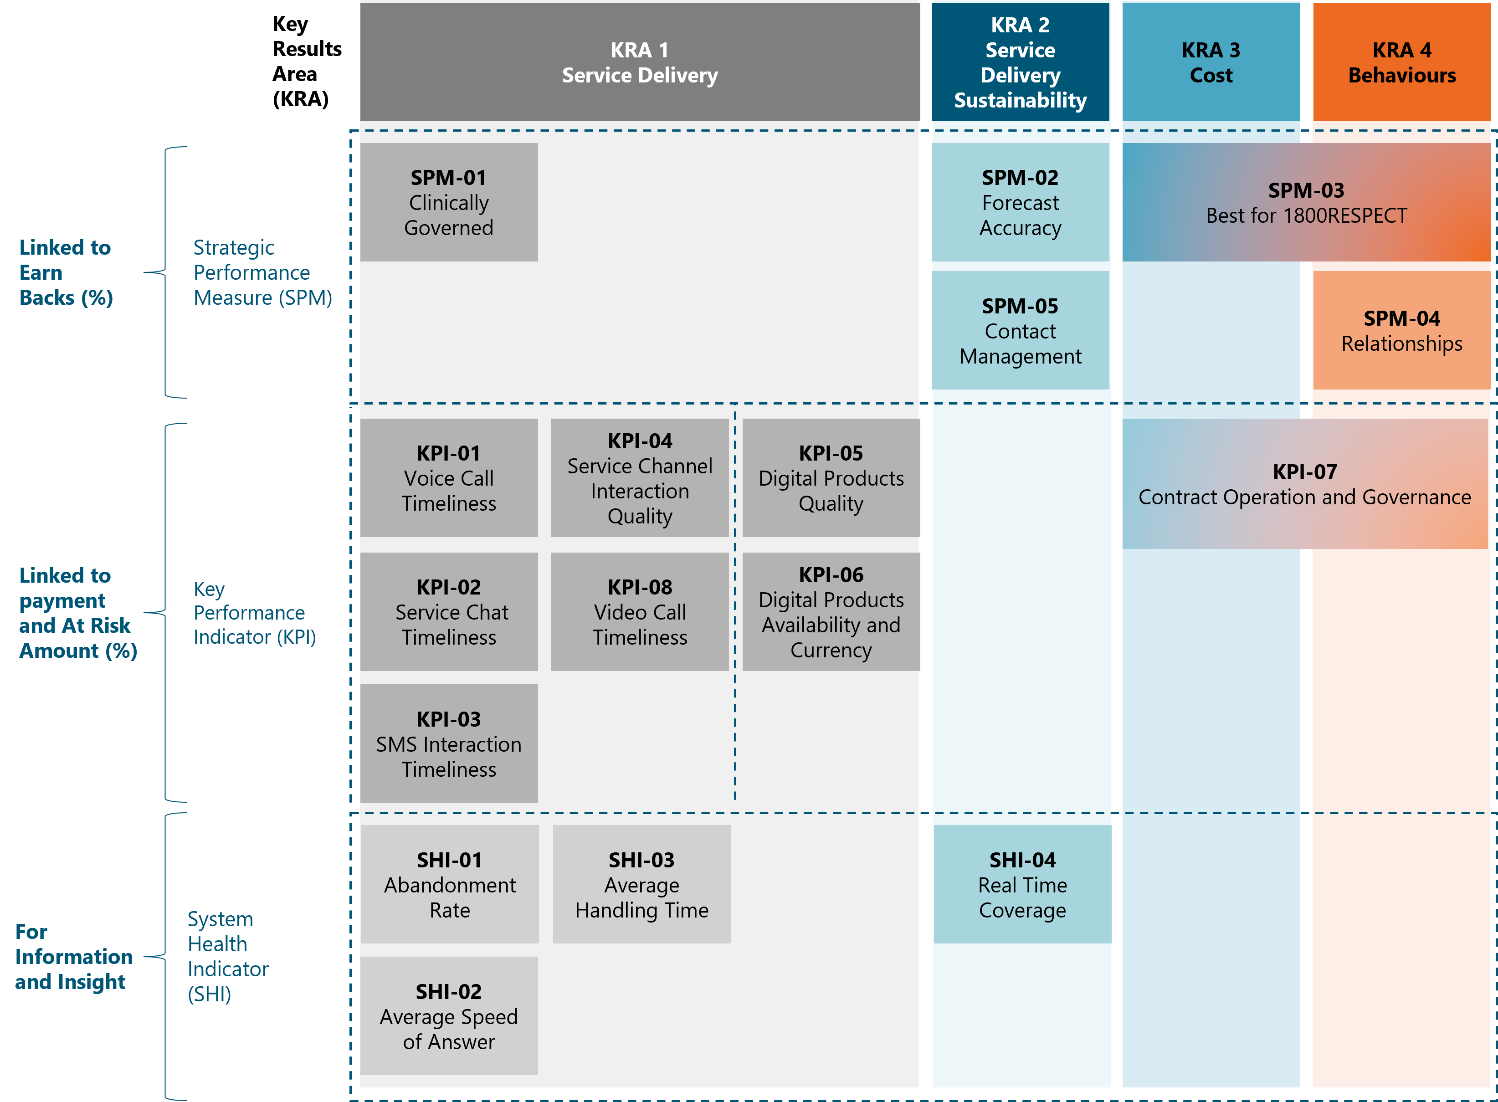 Key
Results
Area
(KRA)
KRA 1
Service Delivery
KRA 2
Service
Delivery
Sustainability
KRA 3
Cost
KRA 4
Behaviours
Linked to
Earn
Backs (%)
Strategic
Performance
Measure (SPM)
SPM-01
Clinically
Governed
SPM-02
Forecast
Accuracy
SPM-03
Best for 1800RESPECT
SPM-05
Contact
Management
SPM-04
Relationships
Linked to
payment
and At Risk
Amount (%)
Key
Performance
Indicator (KPI)
KPI-01
Voice Call
Timeliness
KPI-04
Service Channel
Interaction
Quality
KPI-05
Digital Products
Quality
KPI-07
Contract Operation and Governance
KPI-02
Service Chat
Timeliness
KPI-08
Video Call
Timeliness
KPI-06
Digital Products
Availability and
Currency
KPI-03
SMS Interaction
Timeliness
For
Information
and Insight
System
Health
Indicator
(SHI)
SHI-01
Abandonment
Rate
SHI-03
Average
Handling Time
SHI-04
Real Time
Coverage
SHI-02
Average Speed
of Answer